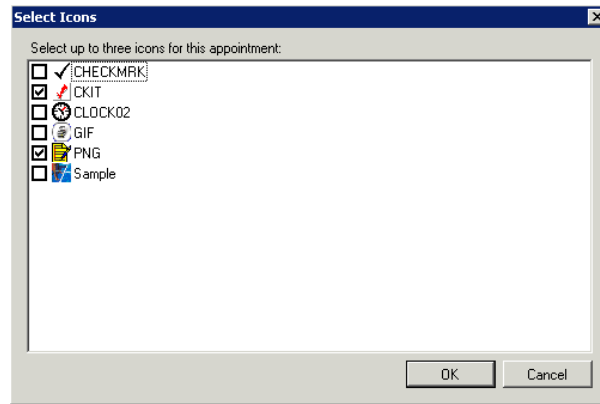 Select Icons
Select up to three icons for this appointment:
CHECKMRK
CKIT
CLOCK02
GIF
PNG
Sample
OK Cancel